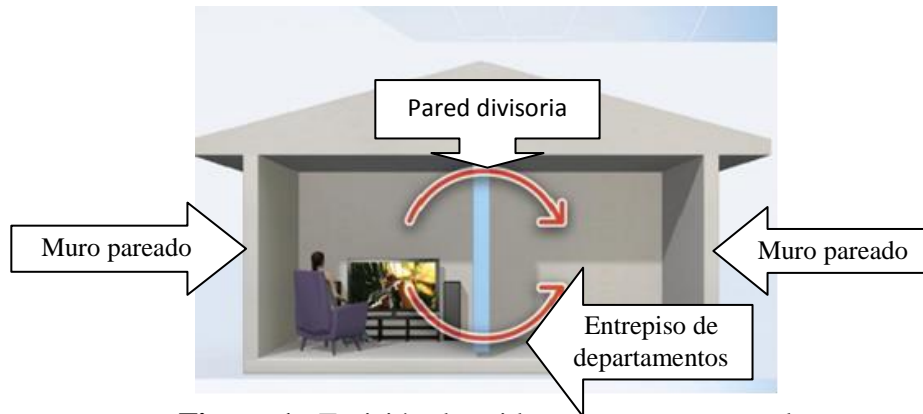 Pared divisoria
Muro pareado
Muro pareado
Entrepiso de
departamentos